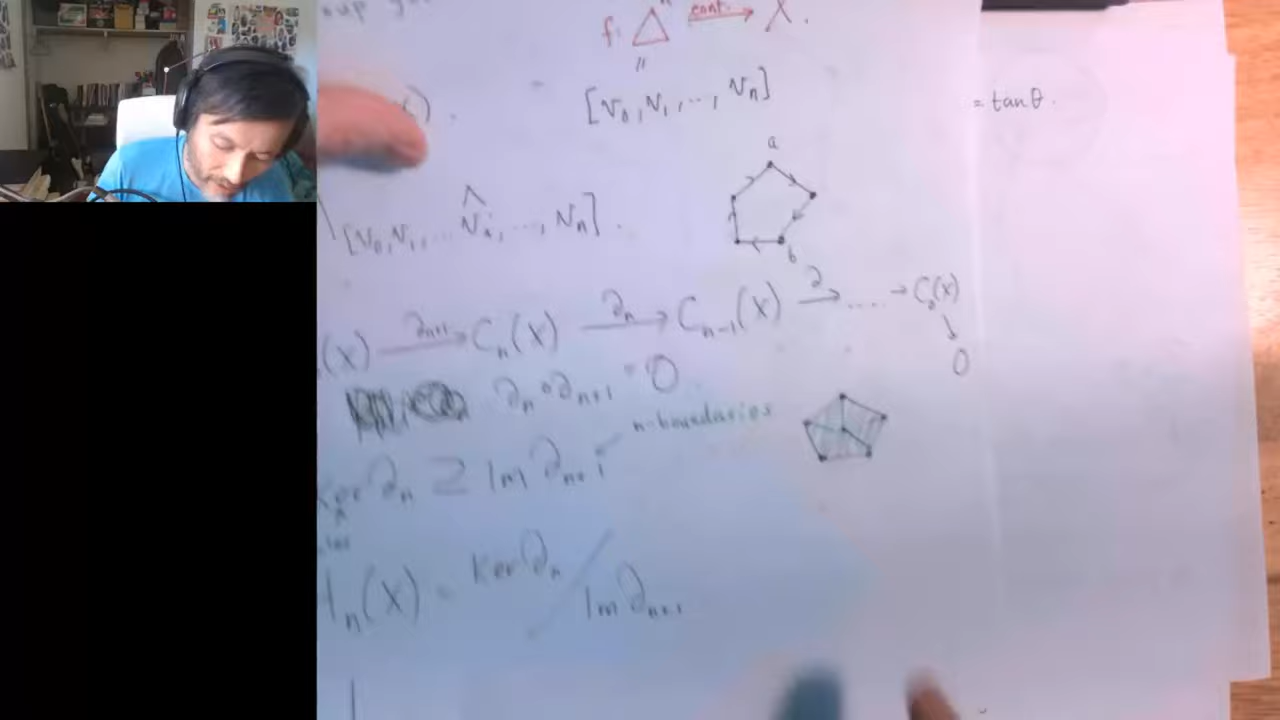 f: Δⁿ cont. → X.
"
[v₀, v₁, ..., vₙ]
= tan θ.
a
[v₀, v₁, ... v̂ᵢ, ..., vₙ].
b
(X) ∂ₙ₊₁ → Cₙ(X) ∂ₙ → Cₙ₋₁(X) ∂ → ..... → C₀(X)
↓
0
∂ₙ ∘ ∂ₙ₊₁ = 0
n-boundaries
Ker ∂ₙ ⊇ Im ∂ₙ₊₁
Hₙ(X) = Ker ∂ₙ / Im ∂ₙ₊₁